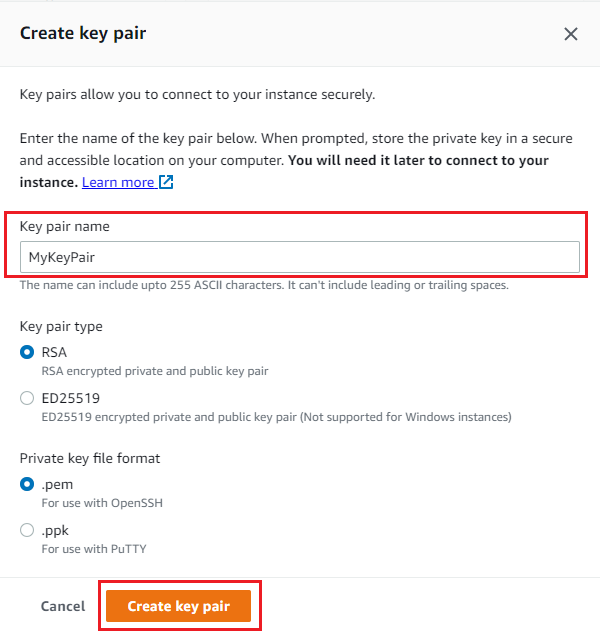 Create key pair
Key pairs allow you to connect to your instance securely.
Enter the name of the key pair below. When prompted, store the private key in a secure
and accessible location on your computer. You will need it later to connect to your
instance. Learn more
Key pair name
MyKeyPair
The name can include upto 255 ASCII characters. It can't include leading or trailing spaces.
Key pair type
RSA
RSA encrypted private and public key pair
ED25519
ED25519 encrypted private and public key pair (Not supported for Windows instances)
Private key file format
.pem
For use with OpenSSH
.ppk
For use with PuTTY
Cancel
Create key pair